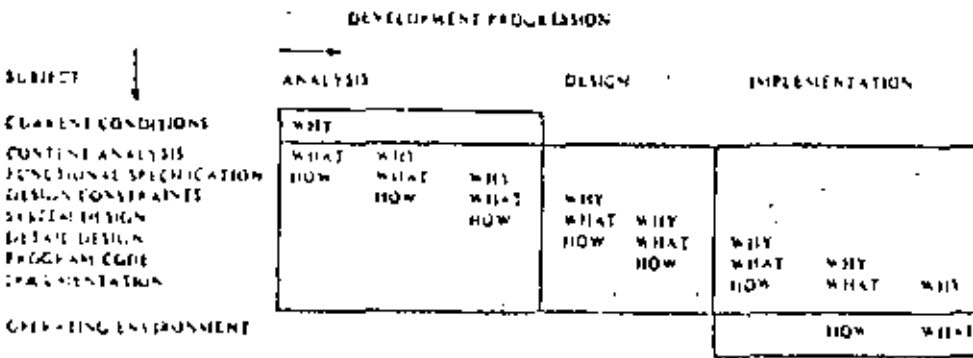 DEVELOPMENT PROGRESSION
SUBJECT ANALYSIS DESIGN IMPLEMENTATION
CURRENT CONDITIONS WHY
CONTENT ANALYSIS WHAT WHY
FUNCTIONAL SPECIFICATION HOW WHAT WHY
DESIGN CONSTRAINTS HOW WHAT WHY
SYSTEM DESIGN HOW WHAT WHY
DETAIL DESIGN HOW WHAT WHY
PROGRAM CODE HOW WHAT WHY
HOW WHAT WHY
OPERATING ENVIRONMENT HOW WHAT